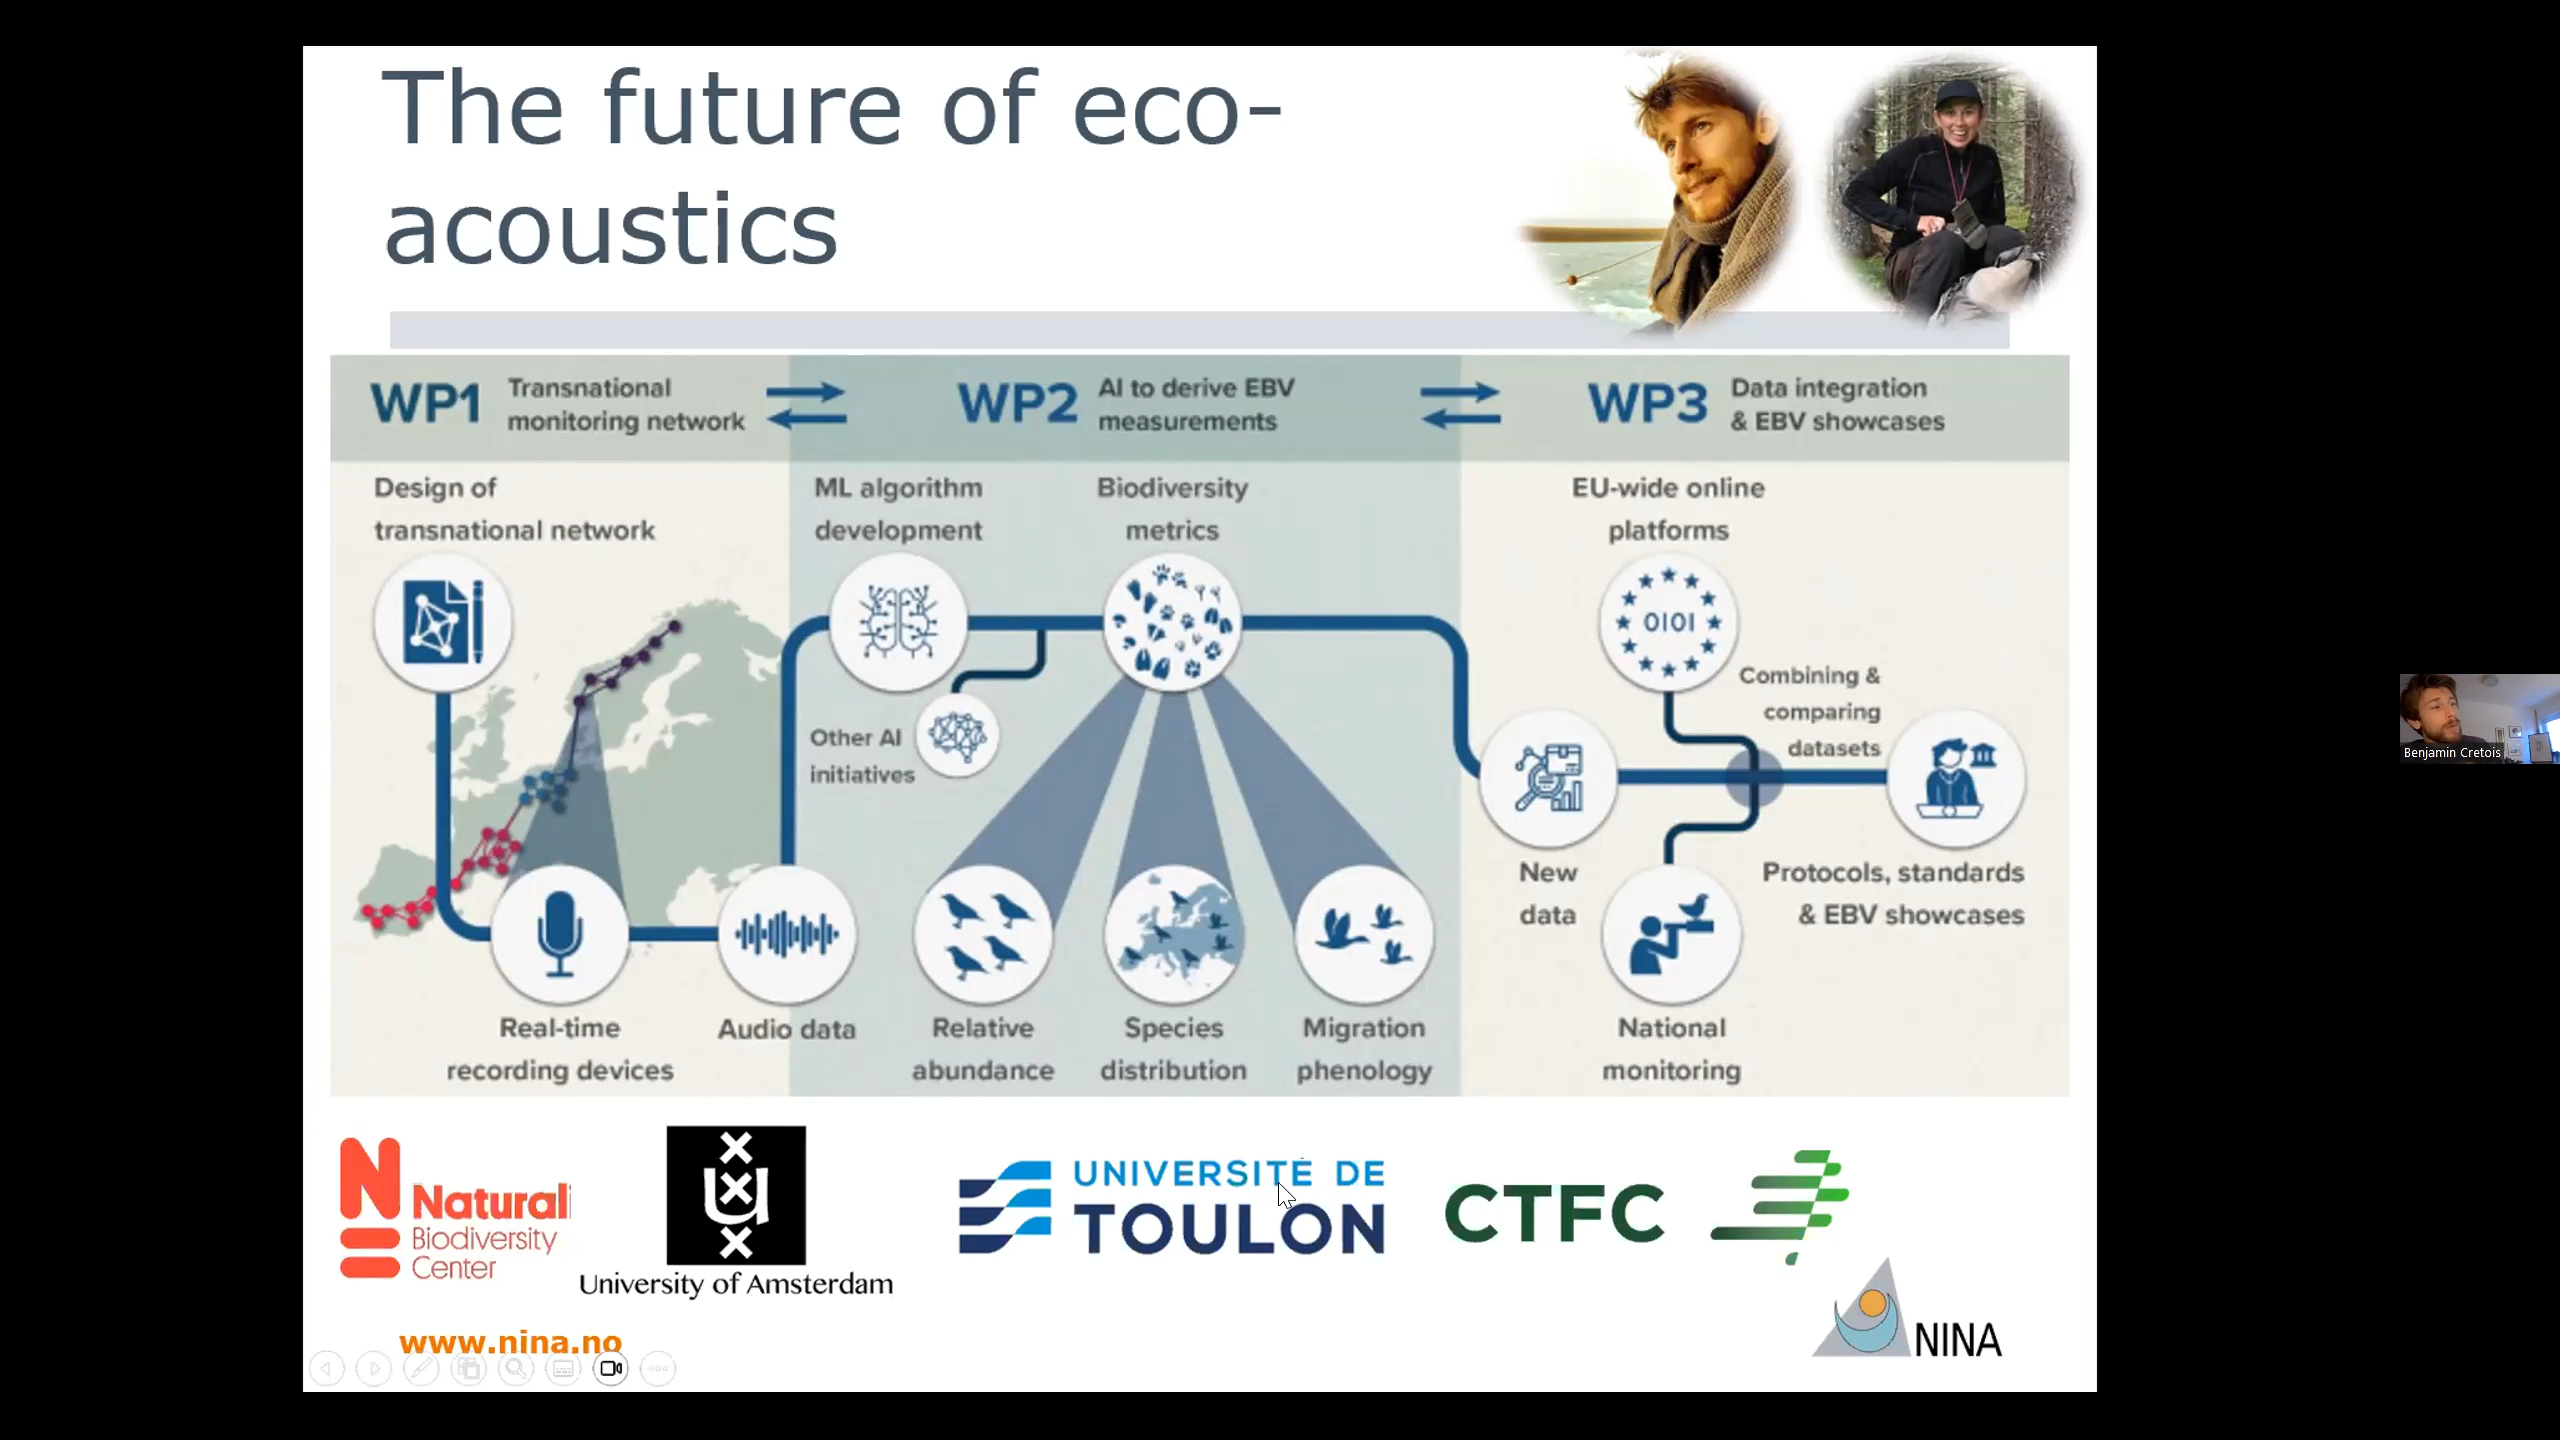 The future of eco-
acoustics
WP1
Transnational
monitoring network
WP2
AI to derive EBV
measurements
WP3
Data integration
& EBV showcases
Design of
transnational network
ML algorithm
development
Biodiversity
metrics
EU-wide online
platforms
0101
Combining &
comparing
datasets
Other AI
initiatives
New
data
Protocols, standards
& EBV showcases
Real-time
recording devices
Audio data
Relative
abundance
Species
distribution
Migration
phenology
National
monitoring
Naturali
Biodiversity
Center
University of Amsterdam
UNIVERSITÉ DE
TOULON
CTFC
NINA
www.nina.no
Benjamin Cretois